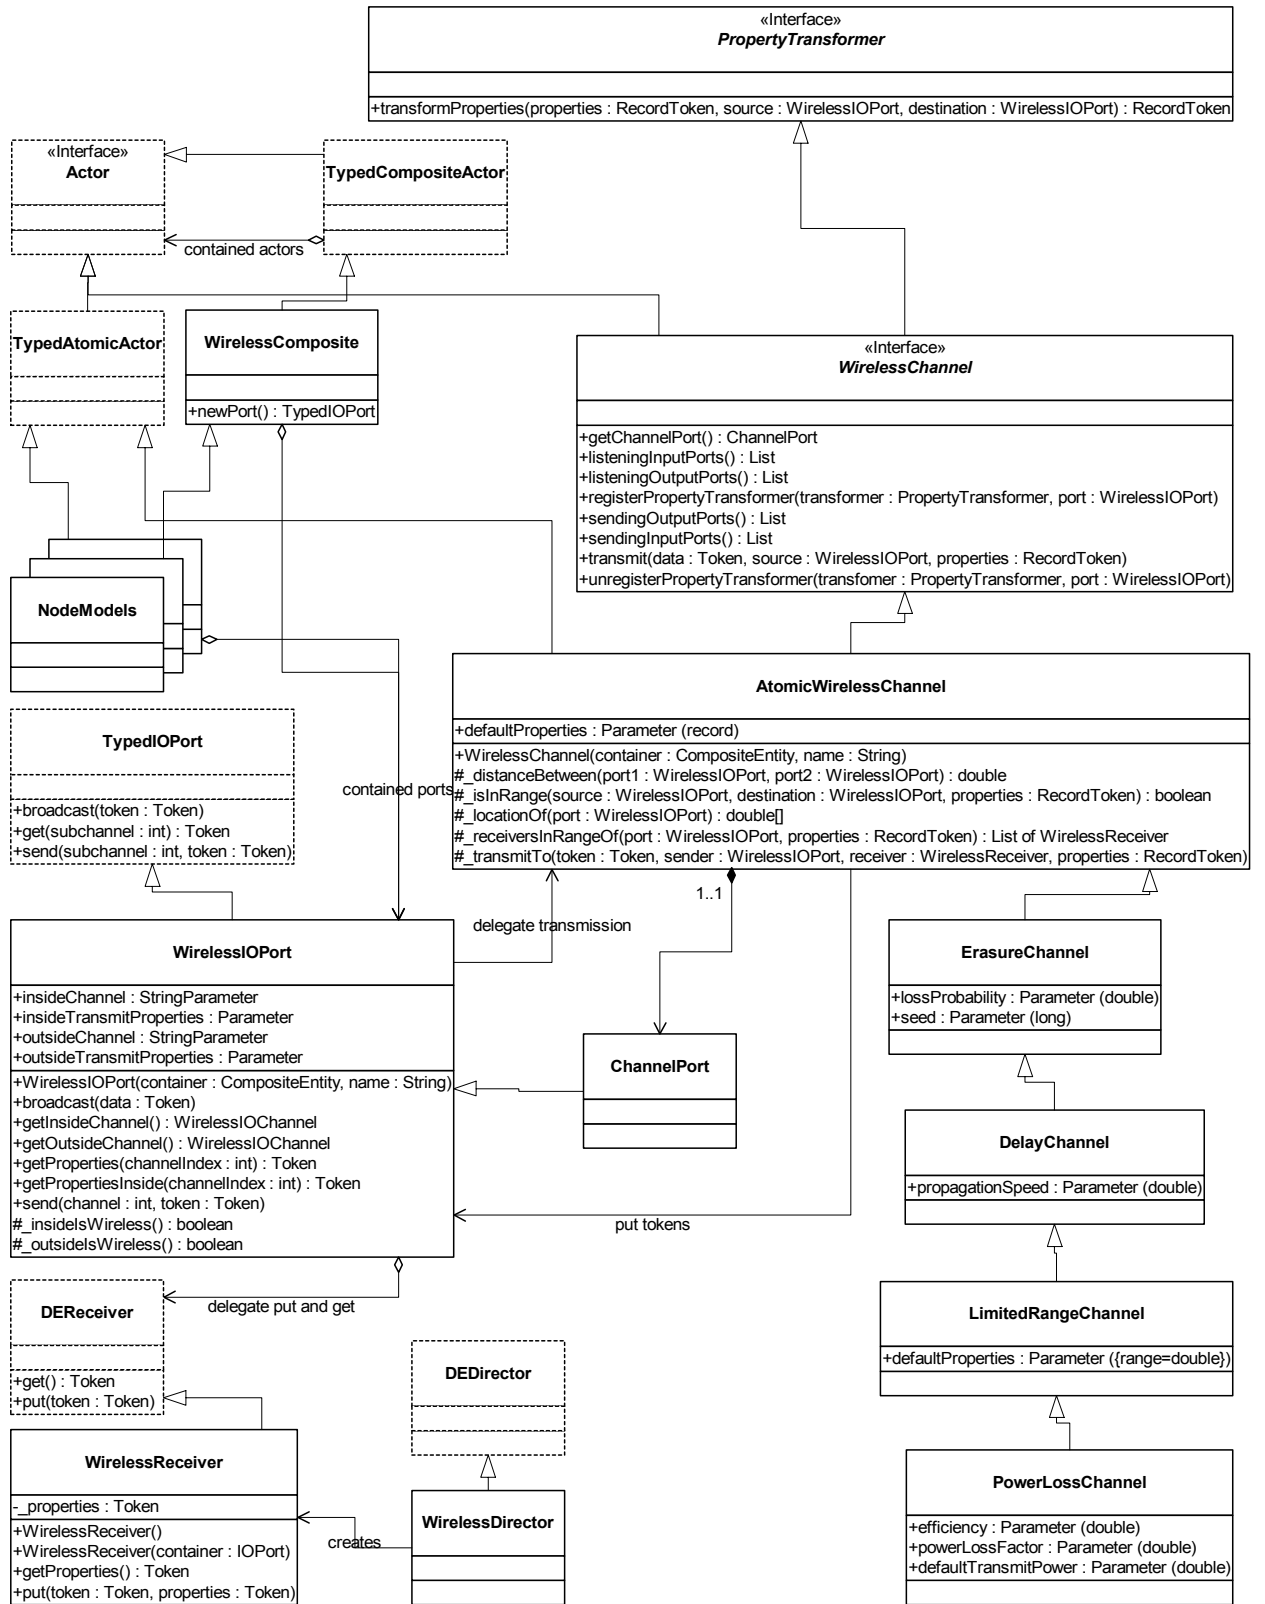 «Interface»
PropertyTransformer
+transformProperties(properties : RecordToken, source : WirelessIOPort, destination : WirelessIOPort) : RecordToken
«Interface»
Actor
TypedCompositeActor
contained actors
TypedAtomicActor
WirelessComposite
+newPort() : TypedIOPort
«Interface»
WirelessChannel
+getChannelPort() : ChannelPort
+listeningInputPorts() : List
+listeningOutputPorts() : List
+registerPropertyTransformer(transformer : PropertyTransformer, port : WirelessIOPort)
+sendingOutputPorts() : List
+sendingInputPorts() : List
+transmit(data : Token, source : WirelessIOPort, properties : RecordToken)
+unregisterPropertyTransformer(transfomer : PropertyTransformer, port : WirelessIOPort)
NodeModels
AtomicWirelessChannel
+defaultProperties : Parameter (record)
+WirelessChannel(container : CompositeEntity, name : String)
#_distanceBetween(port1 : WirelessIOPort, port2 : WirelessIOPort) : double
#_isInRange(source : WirelessIOPort, destination : WirelessIOPort, properties : RecordToken) : boolean
#_locationOf(port : WirelessIOPort) : double[]
#_receiversInRangeOf(port : WirelessIOPort, properties : RecordToken) : List of WirelessReceiver
#_transmitTo(token : Token, sender : WirelessIOPort, receiver : WirelessReceiver, properties : RecordToken)
TypedIOPort
+broadcast(token : Token)
+get(subchannel : int) : Token
+send(subchannel : int, token : Token)
contained ports
1..1
delegate transmission
WirelessIOPort
+insideChannel : StringParameter
+insideTransmitProperties : Parameter
+outsideChannel : StringParameter
+outsideTransmitProperties : Parameter
+WirelessIOPort(container : CompositeEntity, name : String)
+broadcast(data : Token)
+getInsideChannel() : WirelessIOChannel
+getOutsideChannel() : WirelessIOChannel
+getProperties(channelIndex : int) : Token
+getPropertiesInside(channelIndex : int) : Token
+send(channel : int, token : Token)
#_insideIsWireless() : boolean
#_outsideIsWireless() : boolean
ChannelPort
put tokens
ErasureChannel
+lossProbability : Parameter (double)
+seed : Parameter (long)
DelayChannel
+propagationSpeed : Parameter (double)
LimitedRangeChannel
+defaultProperties : Parameter ({range=double})
PowerLossChannel
+efficiency : Parameter (double)
+powerLossFactor : Parameter (double)
+defaultTransmitPower : Parameter (double)
DEReceiver
+get() : Token
+put(token : Token)
delegate put and get
DEDirector
WirelessReceiver
-_properties : Token
+WirelessReceiver()
+WirelessReceiver(container : IOPort)
+getProperties() : Token
+put(token : Token, properties : Token)
creates
WirelessDirector